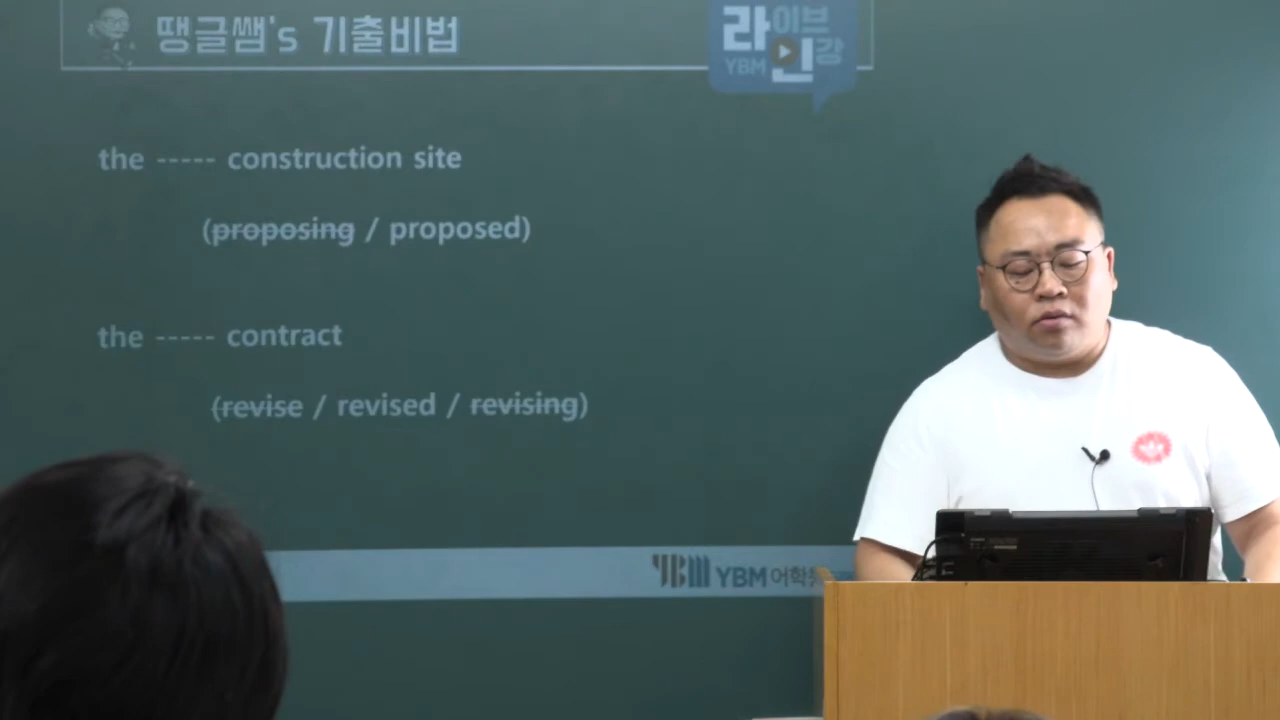 땡글쌤's 기출비법
라이브
YBM 인강
the ----- construction site
(proposing / proposed)
the ----- contract
(revise / revised / revising)
YBM YBM 어학원